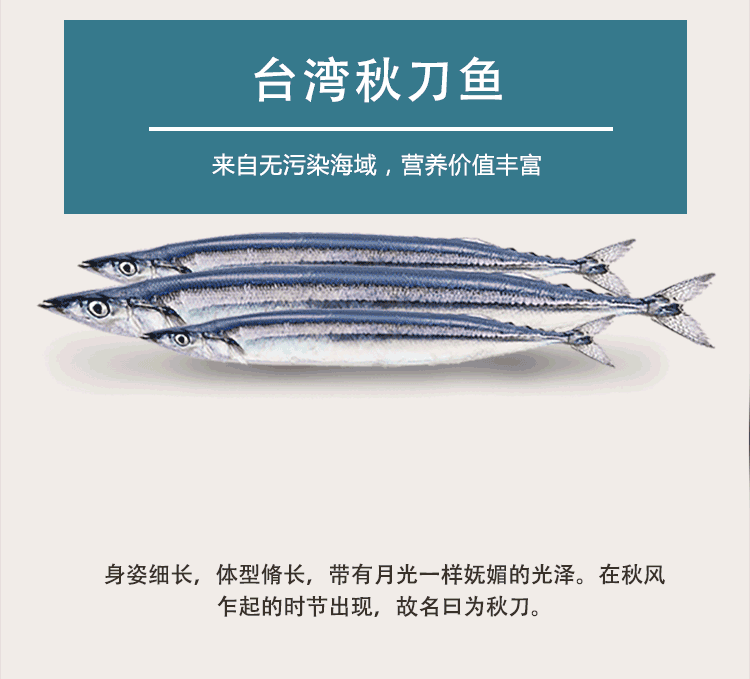 台湾秋刀鱼
来自无污染海域，营养价值丰富
身姿细长，体型脩长，带有月光一样妩媚的光泽。在秋风
乍起的时节出现，故名曰为秋刀。